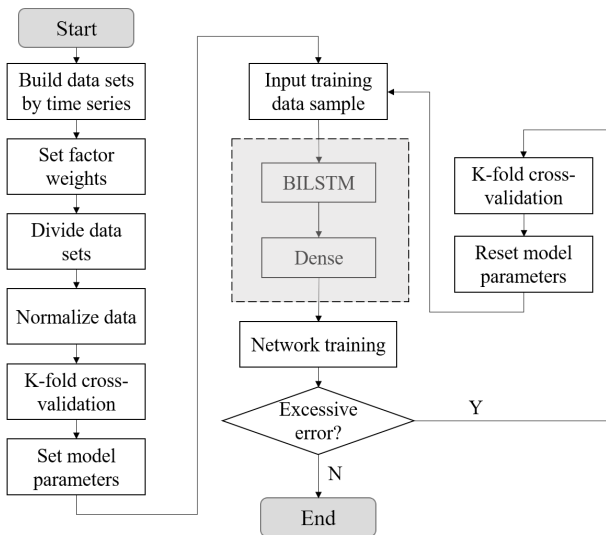 Start
Build data sets
by time series
Set factor
weights
Divide data
sets
Normalize data
K-fold cross-
validation
Set model
parameters
Input training
data sample
BILSTM
Dense
Network training
Excessive
error?
Y
N
End
K-fold cross-
validation
Reset model
parameters